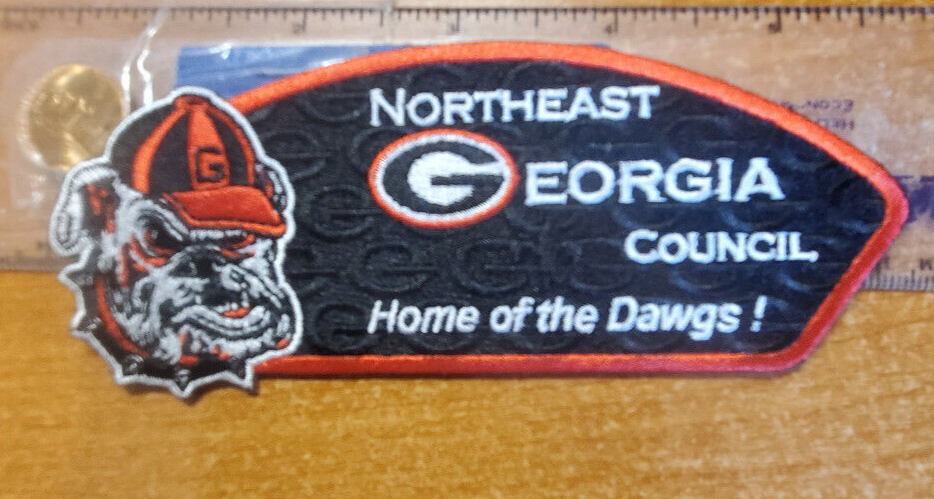 NORTHEAST
GEORGIA
COUNCIL
Home of the Dawgs !
G